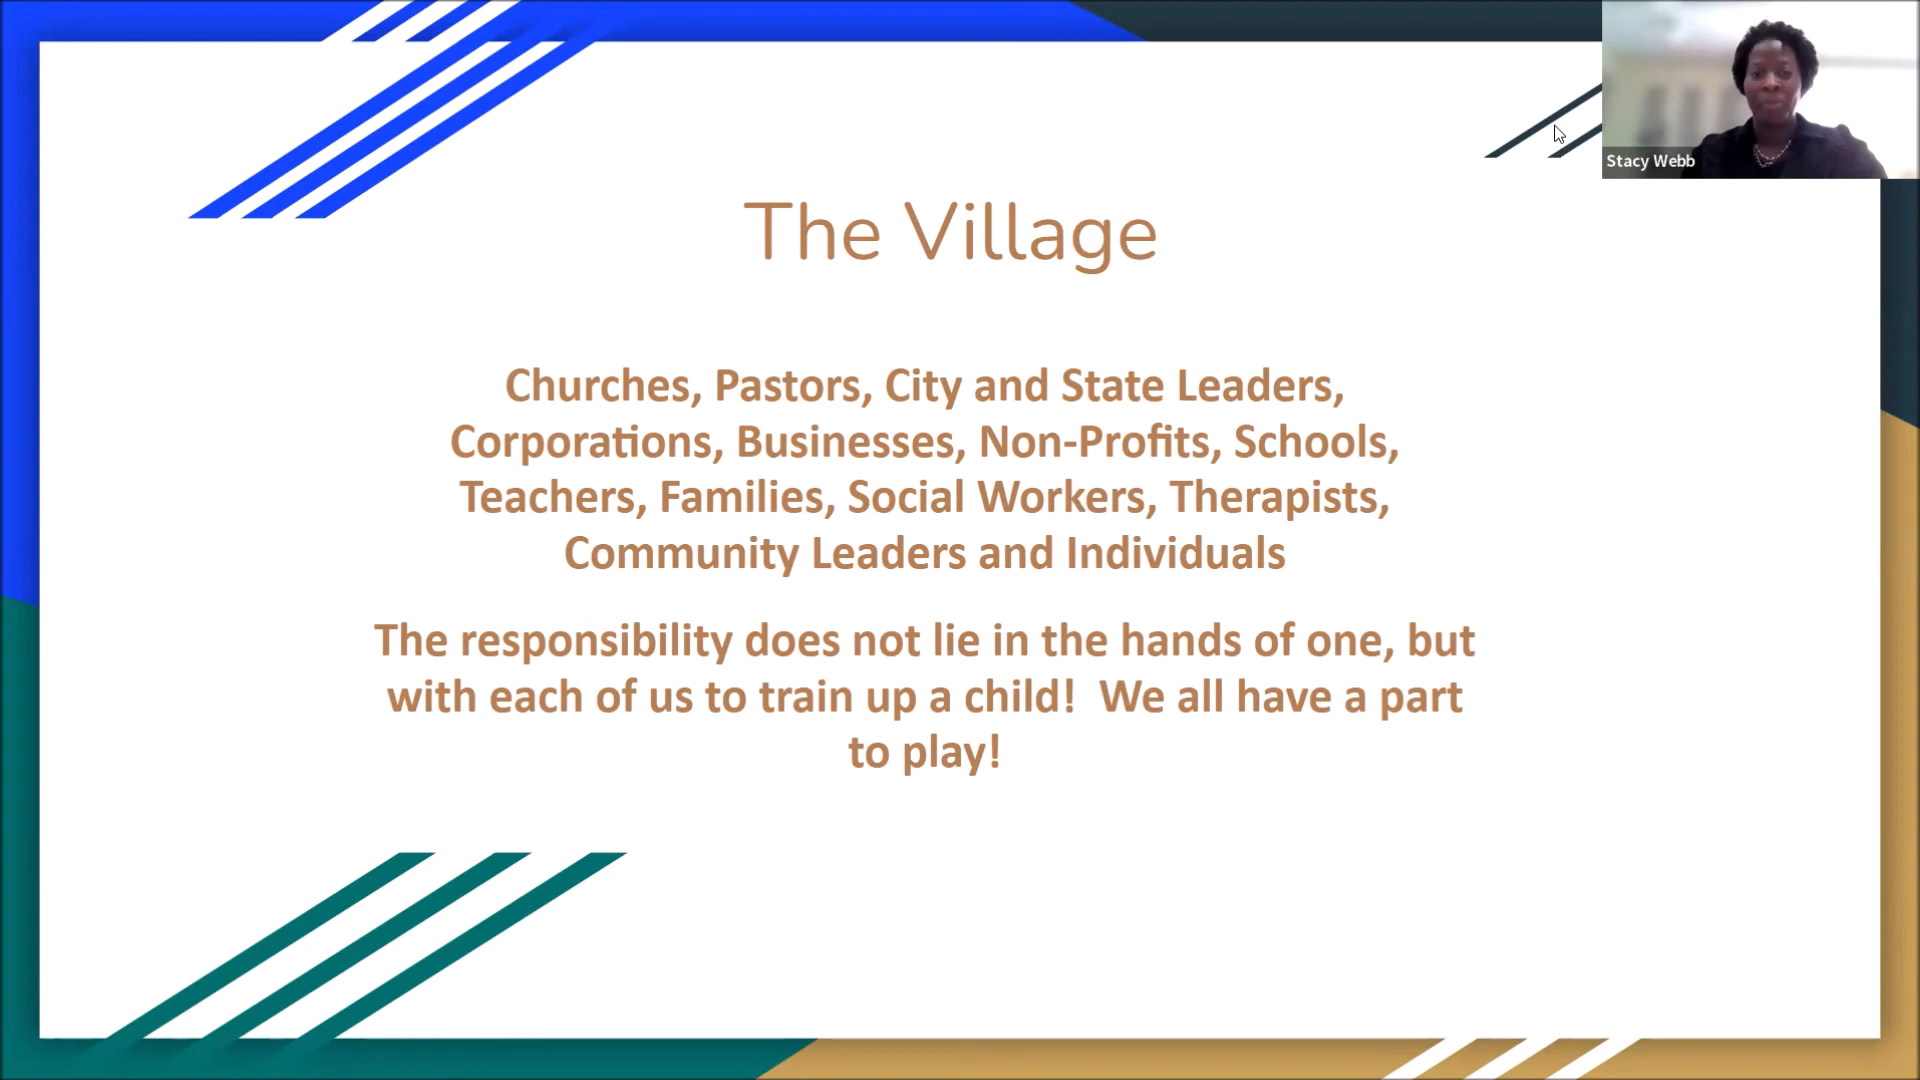 Stacy Webb
The Village
Churches, Pastors, City and State Leaders,
Corporations, Businesses, Non-Profits, Schools,
Teachers, Families, Social Workers, Therapists,
Community Leaders and Individuals
The responsibility does not lie in the hands of one, but
with each of us to train up a child!  We all have a part
to play!